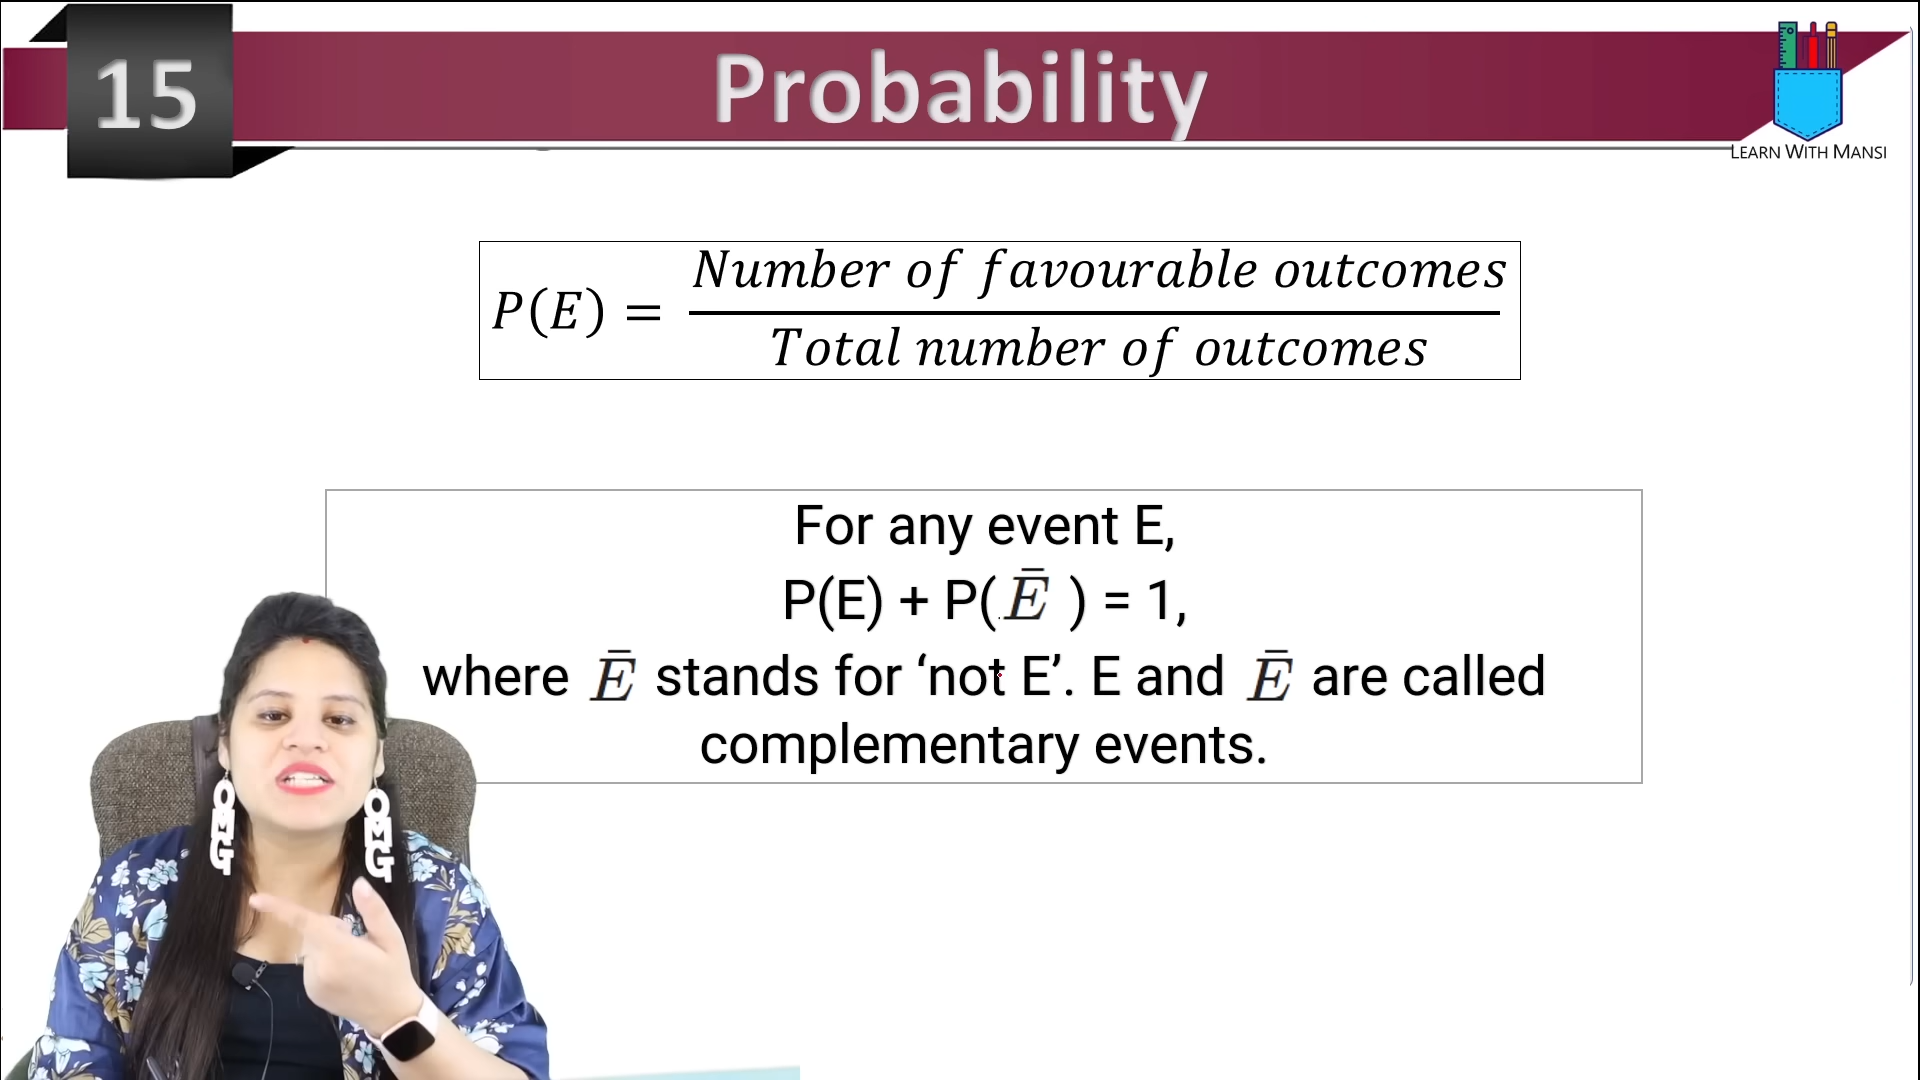 15
Probability
LEARN WITH MANSI
P(E) = Number of favourable outcomes / Total number of outcomes
For any event E,
P(E) + P(Ē) = 1,
where Ē stands for ‘not E’. E and Ē are called
complementary events.
OMG OMG